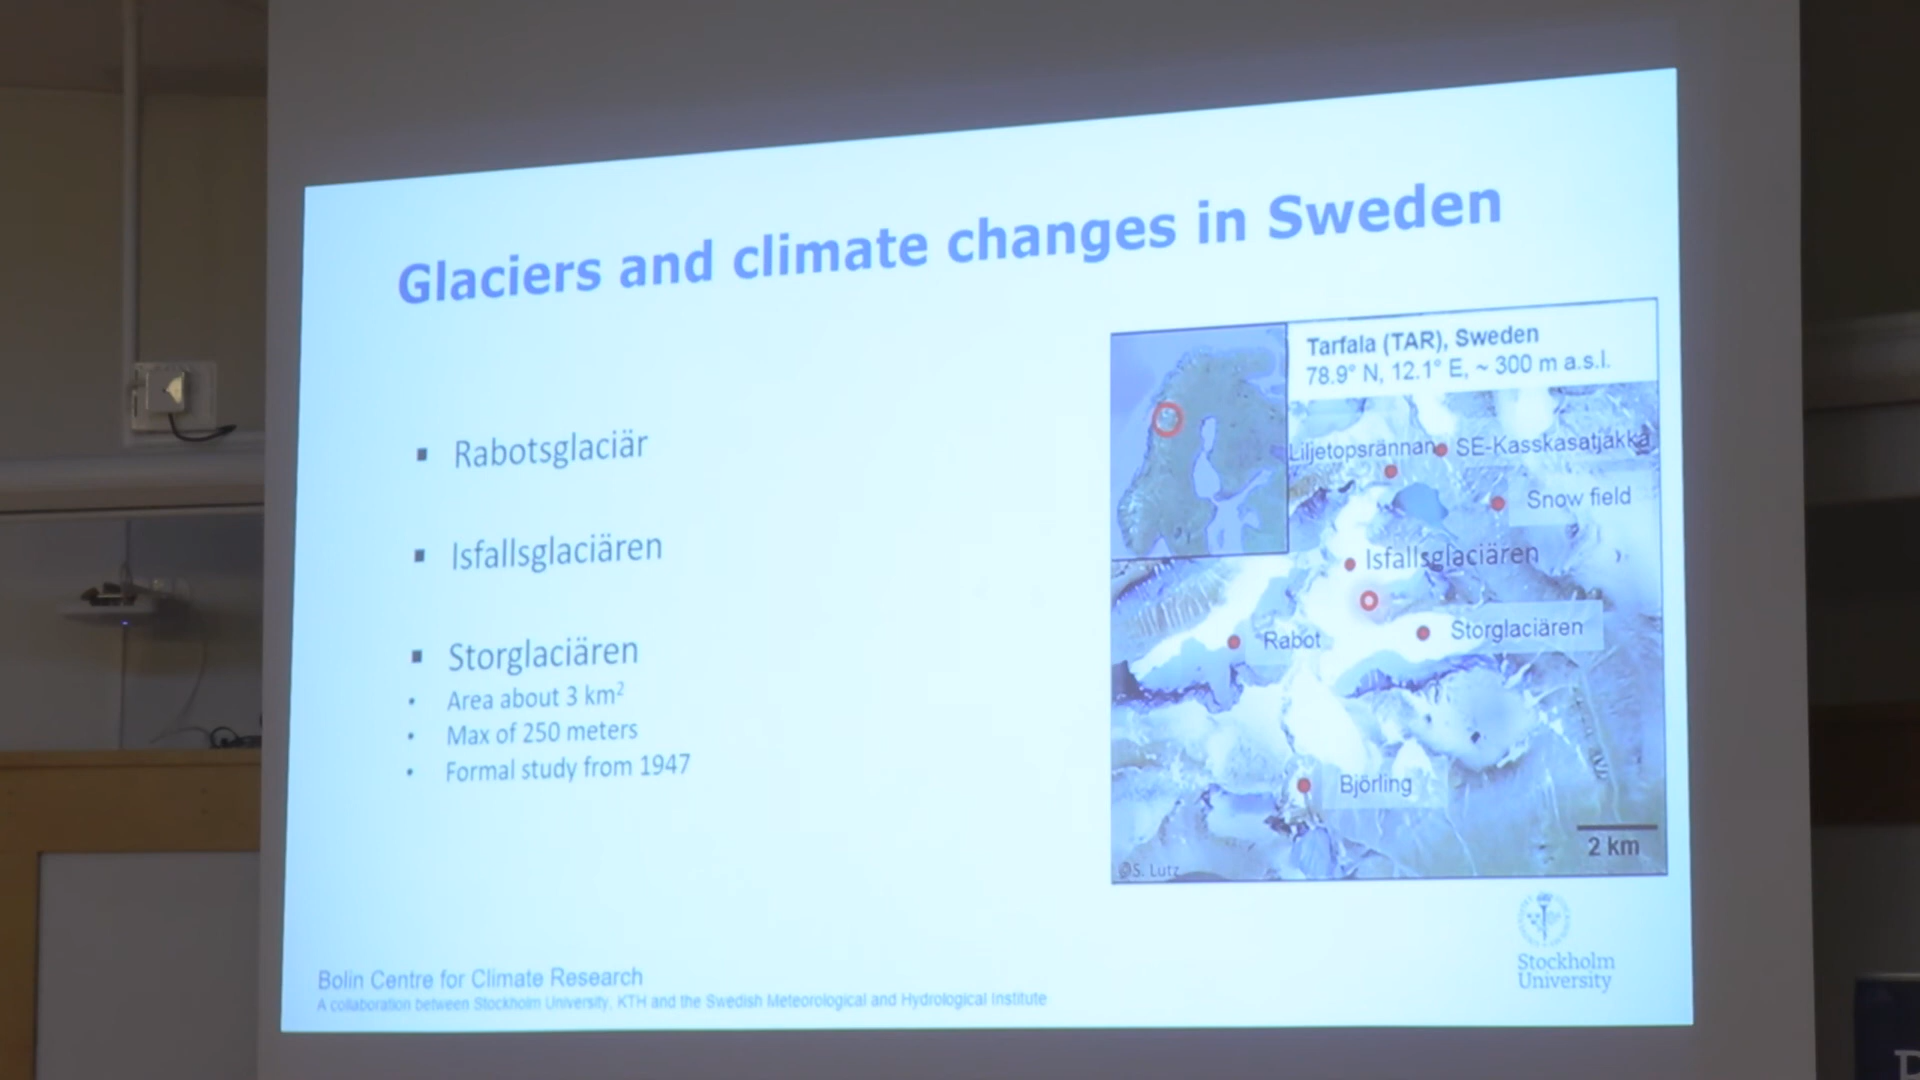 Glaciers and climate changes in Sweden
▪ Rabotsglaciär
▪ Isfallsglaciären
▪ Storglaciären
• Area about 3 km²
• Max of 250 meters
• Formal study from 1947
Tarfala (TAR), Sweden
78.9° N, 12.1° E, ~ 300 m a.s.l.
Liljetopsrännan
SE-Kasskasatjåkka
Snow field
Isfallsglaciären
Storglaciären
Rabot
Björling
2 km
©S. Lutz
Stockholm
University
Bolin Centre for Climate Research
A collaboration between Stockholm University, KTH and the Swedish Meteorological and Hydrological Institute